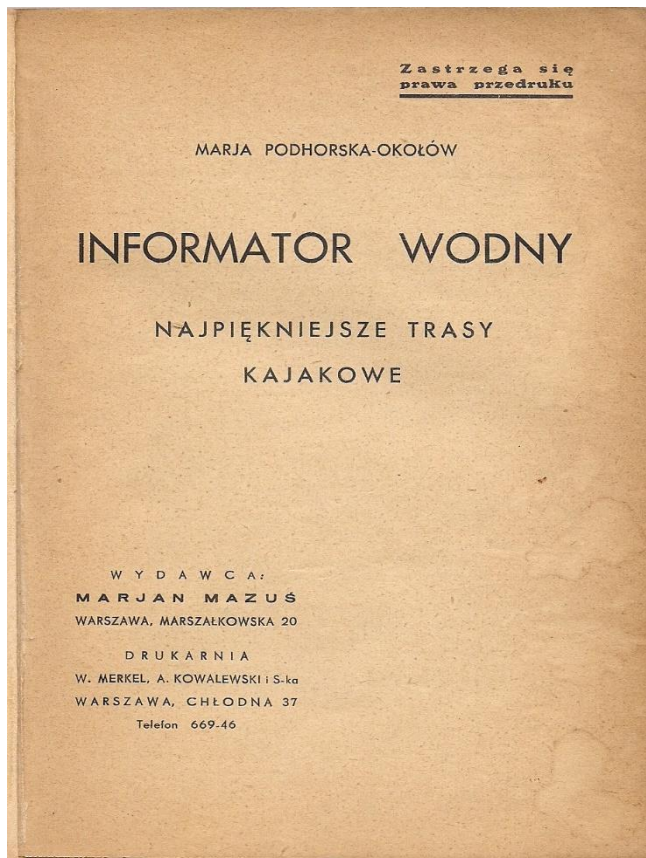 Zastrzega się
prawa przedruku
MARJA PODHORSKA-OKOŁÓW
INFORMATOR WODNY
NAJPIĘKNIEJSZE TRASY
KAJAKOWE
WYDAWCA:
MARJAN MAZUŚ
WARSZAWA, MARSZAŁKOWSKA 20
DRUKARNIA
W. MERKEL, A. KOWALEWSKI i S-ka
WARSZAWA, CHŁODNA 37
Telefon 669-46